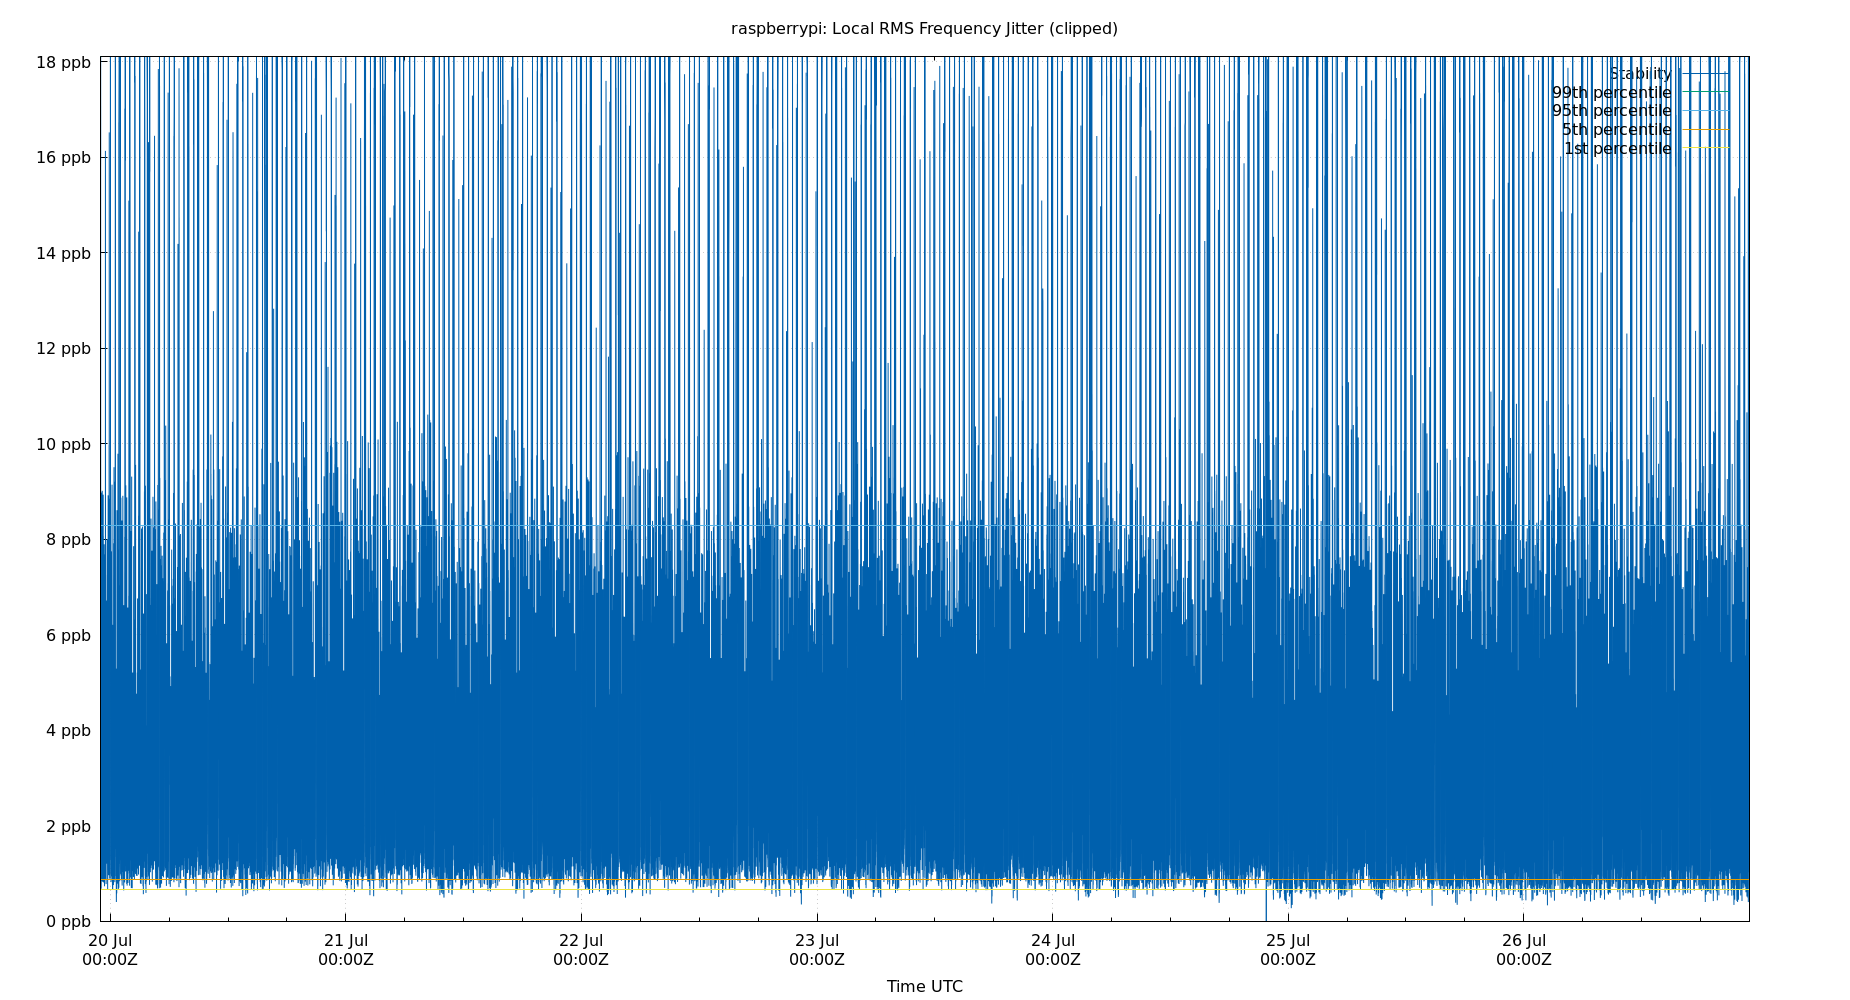 raspberrypi: Local RMS Frequency Jitter (clipped)
18 ppb
16 ppb
14 ppb
12 ppb
10 ppb
8 ppb
6 ppb
4 ppb
2 ppb
0 ppb
Stability
99th percentile
95th percentile
5th percentile
1st percentile
20 Jul
00:00Z
21 Jul
00:00Z
22 Jul
00:00Z
23 Jul
00:00Z
24 Jul
00:00Z
25 Jul
00:00Z
26 Jul
00:00Z
Time UTC